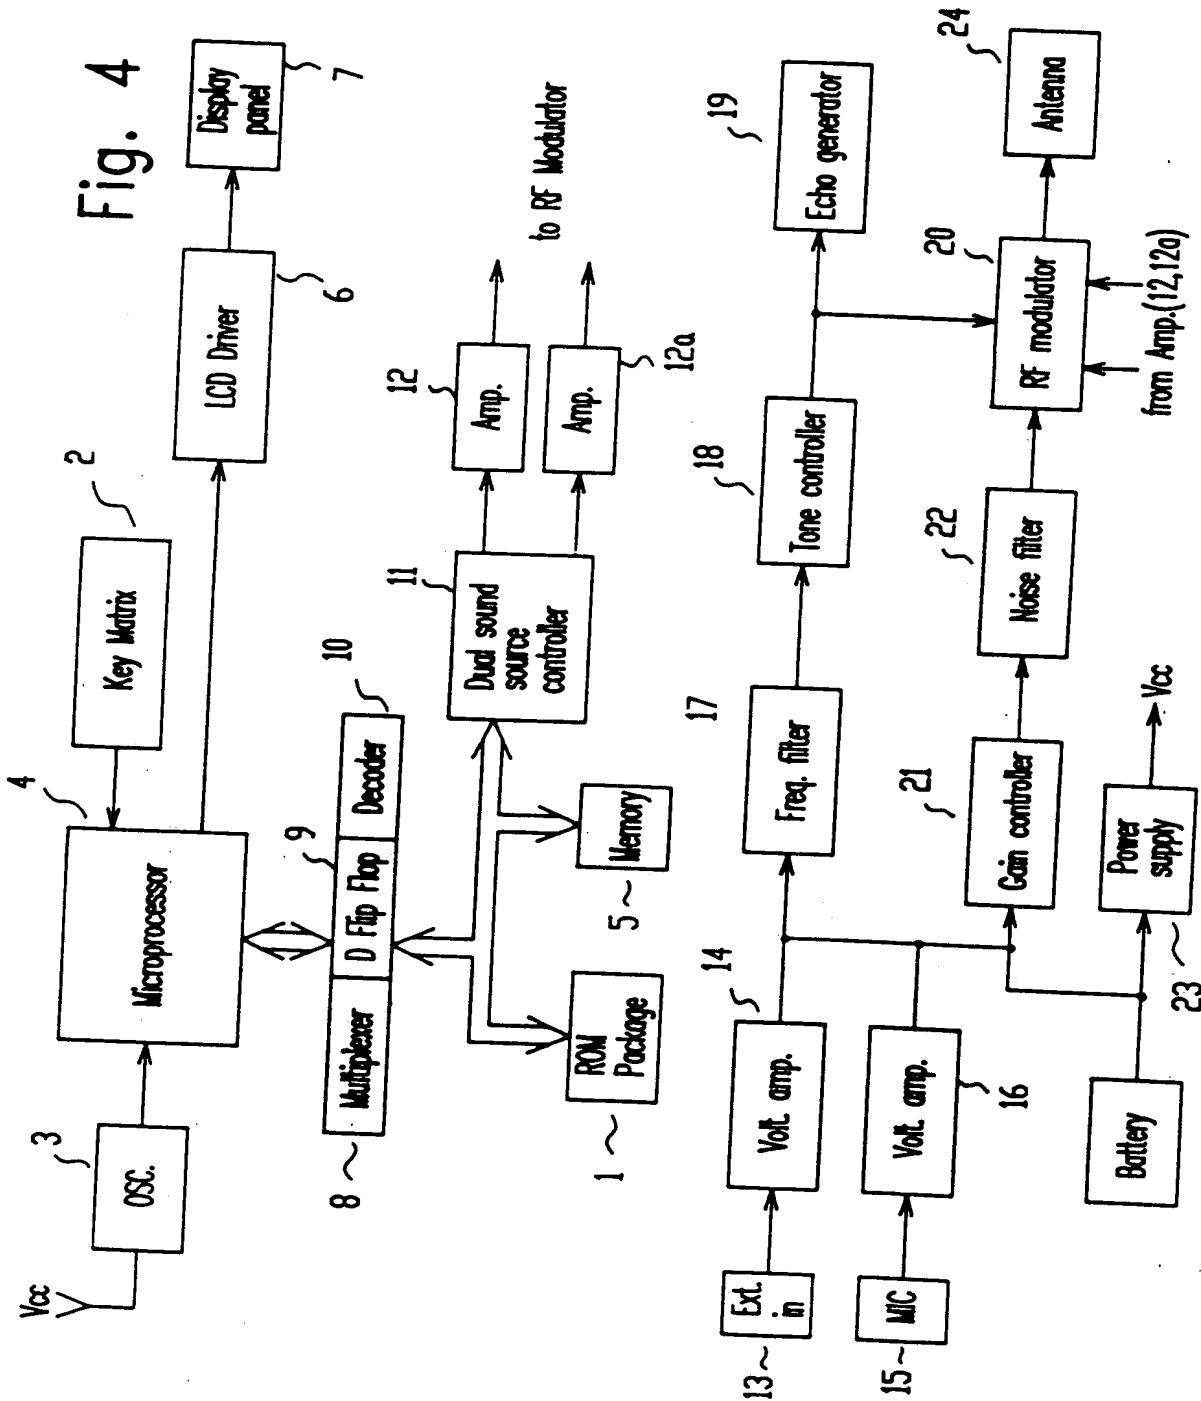 Fig. 4
Vcc
OSC.
3
Microprocessor
4
Key Matrix
2
LCD Driver
6
Display
panel
7
8
Multiplexer
D Flip Flop
9
Decoder
10
1
ROM
Package
5
Memory
Dual sound
source
controller
11
Amp.
12
Amp.
12a
to RF Modulator
13
Ext.
in
Volt. amp.
14
15
MIC
Volt. amp.
16
Freq. filter
17
Tone controller
18
Echo generator
19
Gain controller
21
Noise filter
22
RF modulator
20
Antenna
24
from Amp.(12,12a)
Battery
Power
supply
23
Vcc